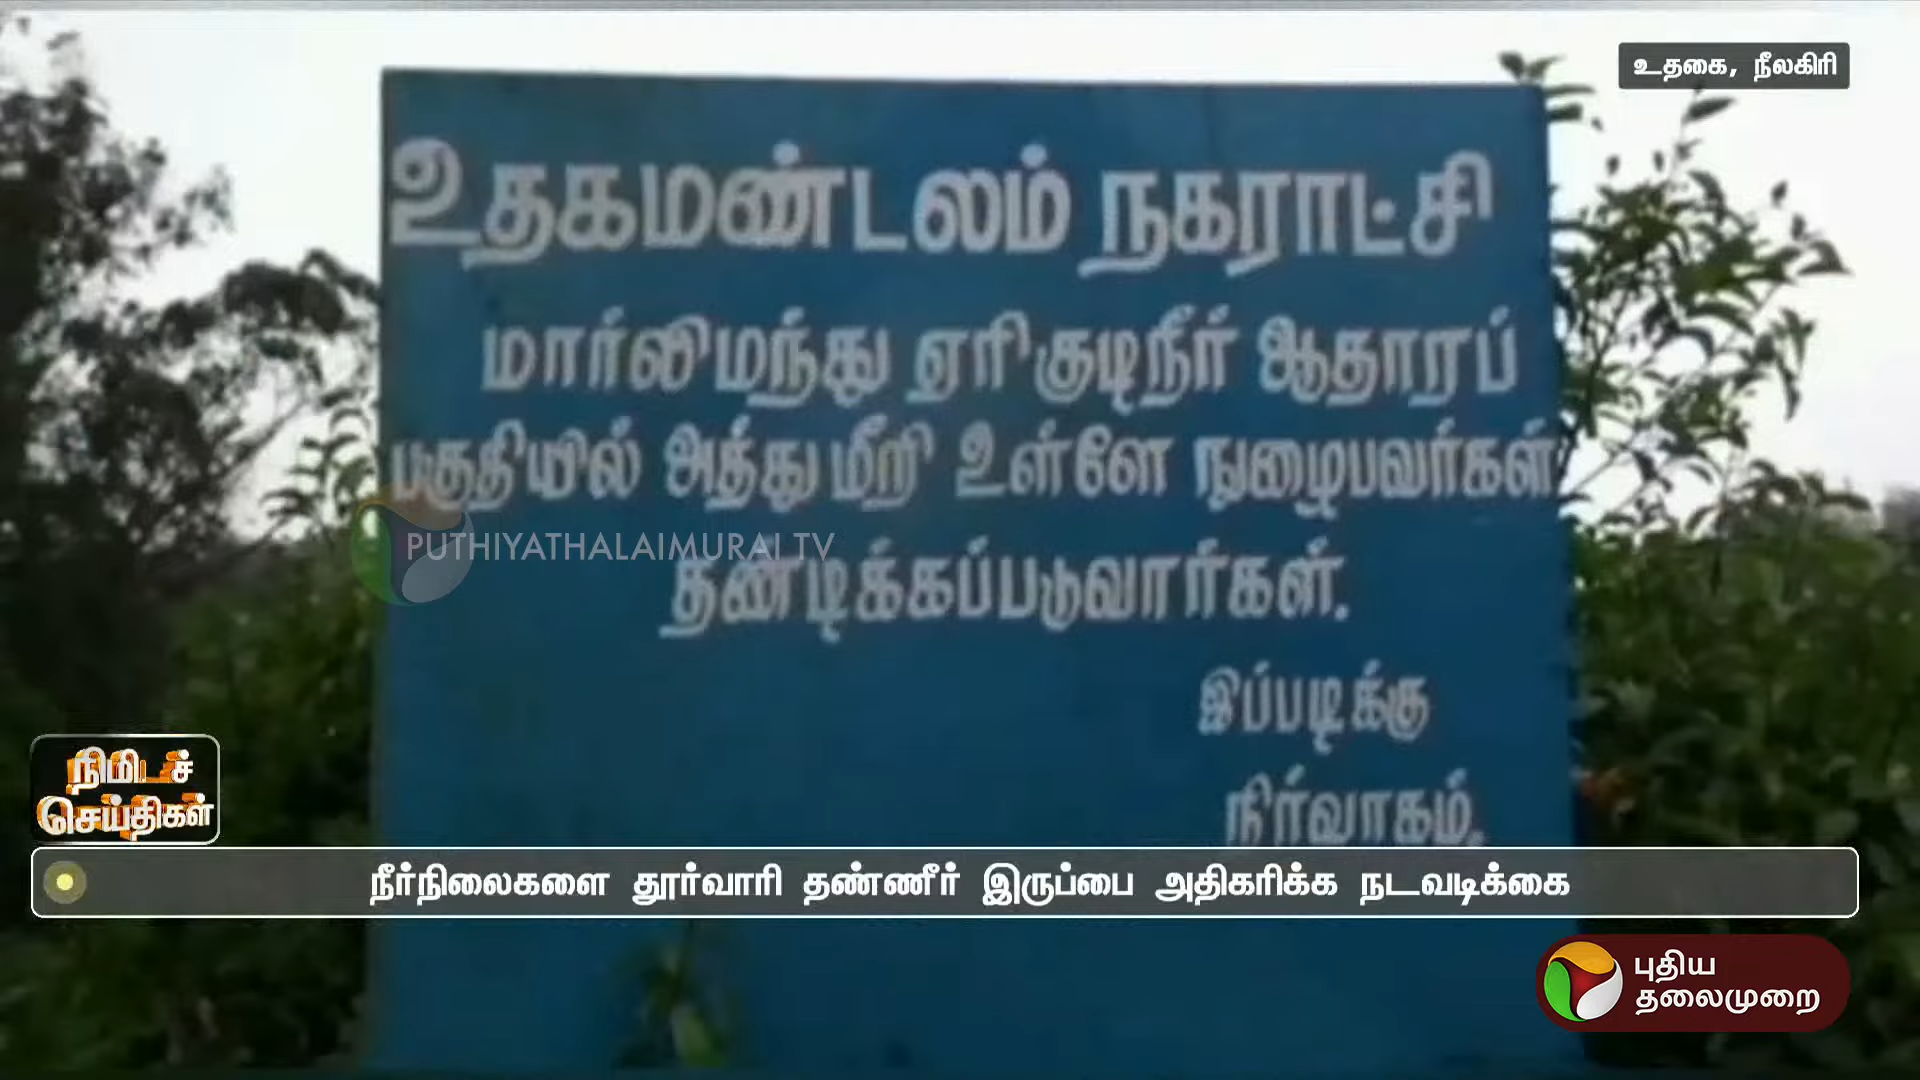 உதகை, நீலகிரி
உதகமண்டலம் நகராட்சி
மார்லிமந்து ஏரி குடிநீர் ஆதாரப்
பகுதியில் அத்து மீறி உள்ளே நுழைபவர்கள்
தண்டிக்கப்படுவார்கள்.
இப்படிக்கு
நிர்வாகம்.
PUTHIYATHALAIMURAI TV
நிமிடச்
செய்திகள்
நீர்நிலைகளை தூர்வாரி தண்ணீர் இருப்பை அதிகரிக்க நடவடிக்கை
புதிய
தலைமுறை